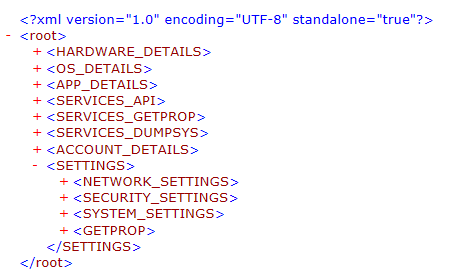 <?xml version="1.0" encoding="UTF-8" standalone="true"?>
- <root>
+ <HARDWARE_DETAILS>
+ <OS_DETAILS>
+ <APP_DETAILS>
+ <SERVICES_API>
+ <SERVICES_GETPROP>
+ <SERVICES_DUMPSYS>
+ <ACCOUNT_DETAILS>
- <SETTINGS>
+ <NETWORK_SETTINGS>
+ <SECURITY_SETTINGS>
+ <SYSTEM_SETTINGS>
+ <GETPROP>
</SETTINGS>
</root>